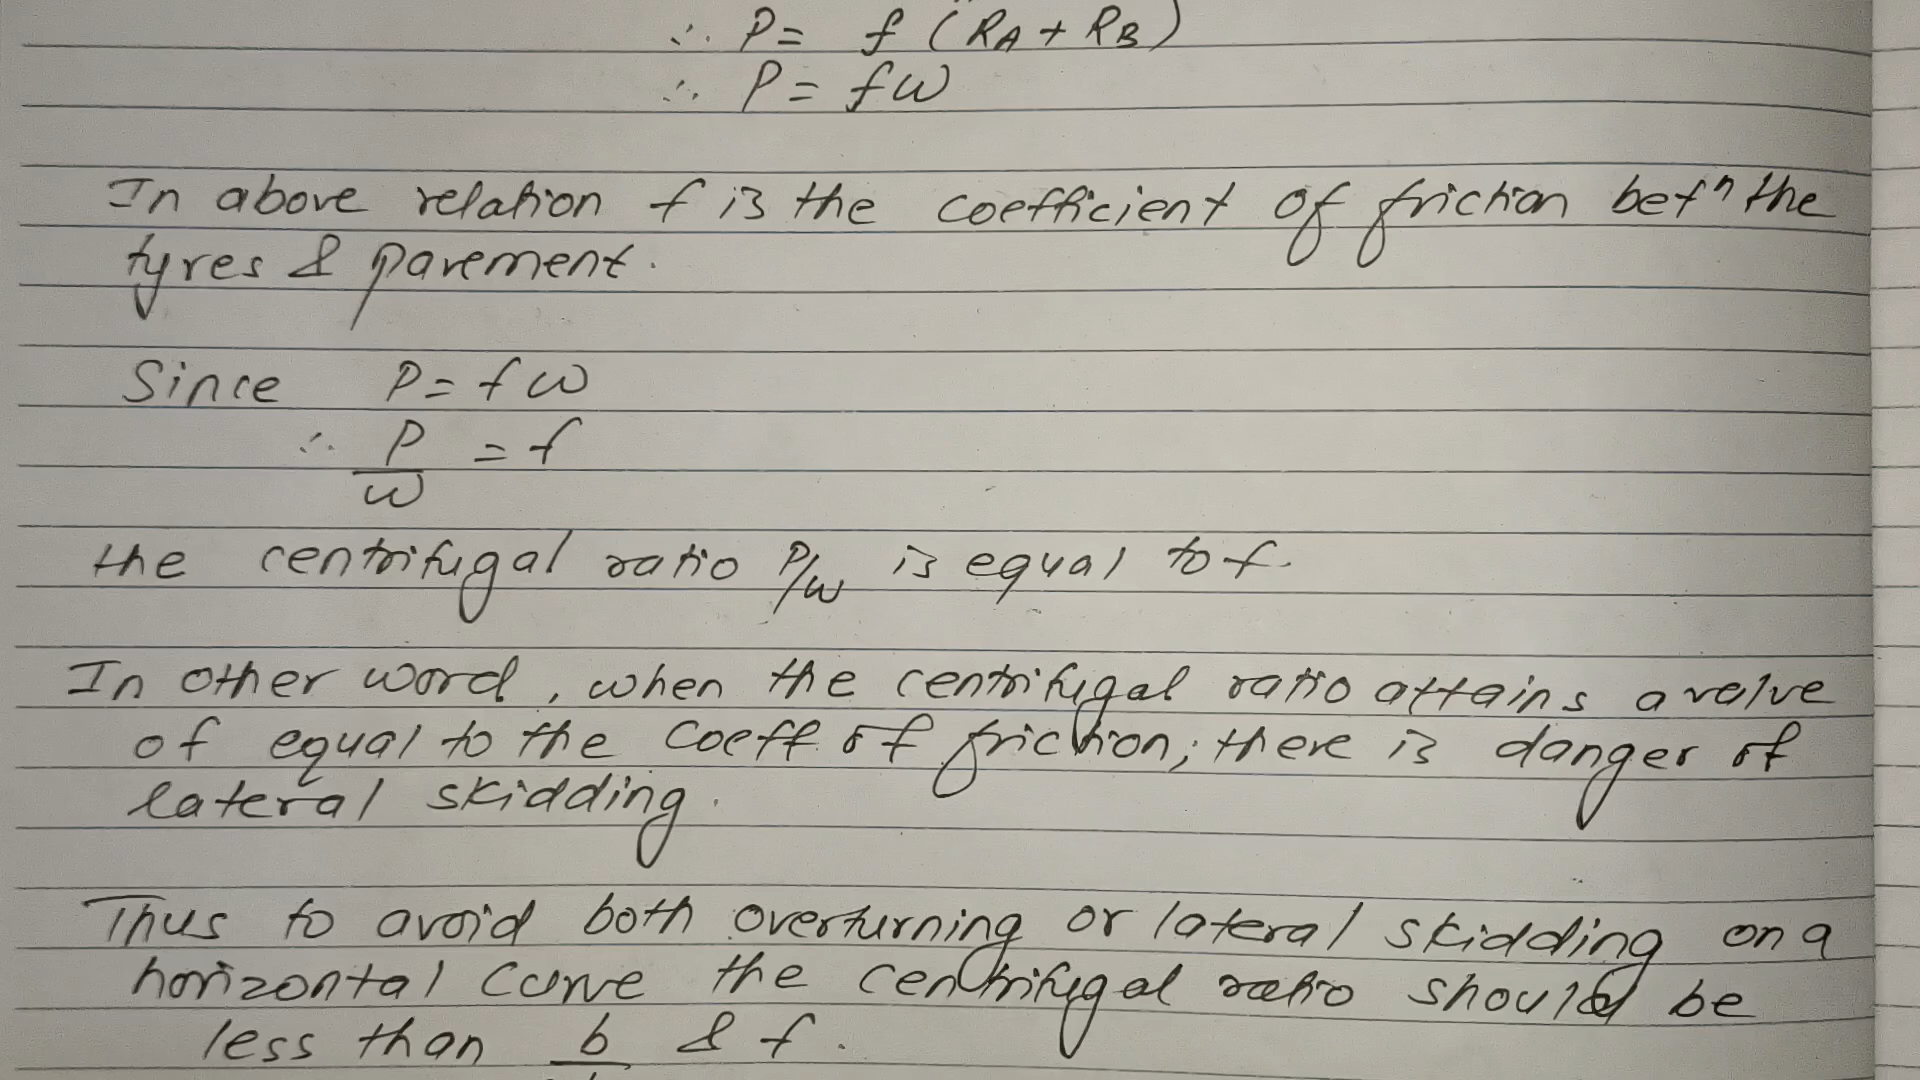 ∴ P = f (RA + RB)
∴ P = fW
In above relation f is the coefficient of friction betn the
tyres & pavement.
Since P = fW
∴ P/W = f
the centrifugal ratio P/W is equal to f.
In other word, when the centrifugal ratio attains a value
of equal to the coeff of friction; there is danger of
lateral skidding.
Thus to avoid both overturning or lateral skidding on a
horizontal curve the centrifugal ratio should be
less than b & f.